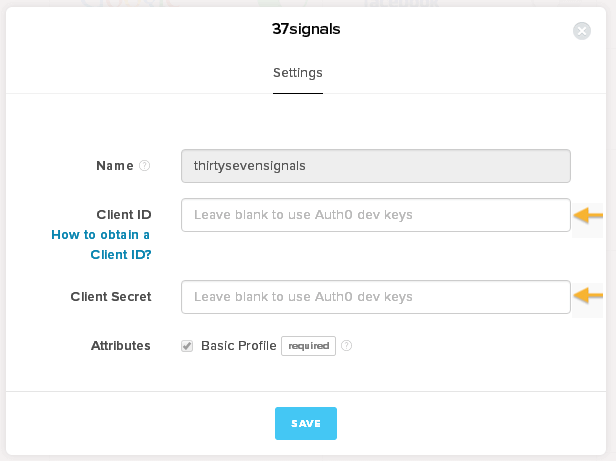 37signals
Settings
Name
thirtysevensignals
Client ID
Leave blank to use Auth0 dev keys
How to obtain a
Client ID?
Client Secret
Leave blank to use Auth0 dev keys
Attributes
Basic Profile required
SAVE